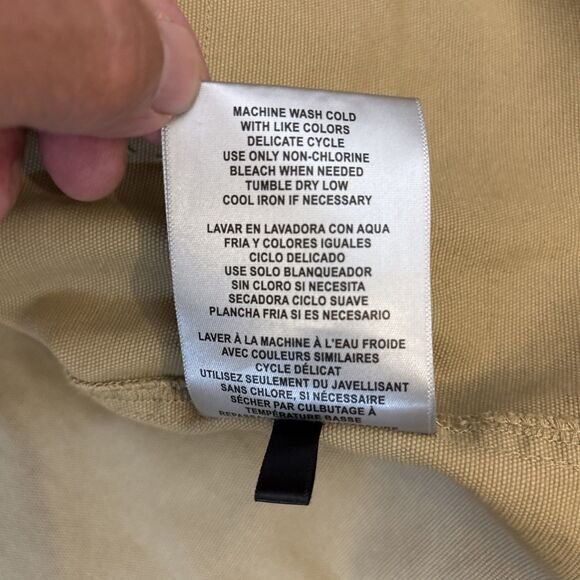 MACHINE WASH COLD
WITH LIKE COLORS
DELICATE CYCLE
USE ONLY NON-CHLORINE
BLEACH WHEN NEEDED
TUMBLE DRY LOW
COOL IRON IF NECESSARY
LAVAR EN LAVADORA CON AQUA
FRIA Y COLORES IGUALES
CICLO DELICADO
USE SOLO BLANQUEADOR
SIN CLORO SI NECESITA
SECADORA CICLO SUAVE
PLANCHA FRIA SI ES NECESARIO
LAVER À LA MACHINE À L'EAU FROIDE
AVEC COULEURS SIMILAIRES
CYCLE DÉLICAT
UTILISEZ SEULEMENT DU JAVELLISANT
SANS CHLORE, SI NÉCESSAIRE
SÉCHER PAR CULBUTAGE À
TEMPÉRATURE BASSE